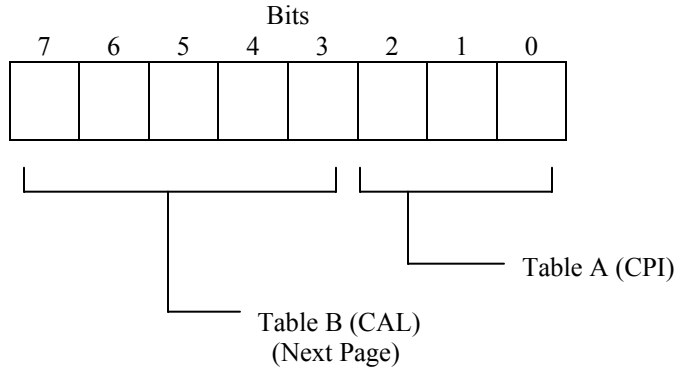 Bits
7 6 5 4 3 2 1 0
Table A (CPI)
Table B (CAL)
(Next Page)